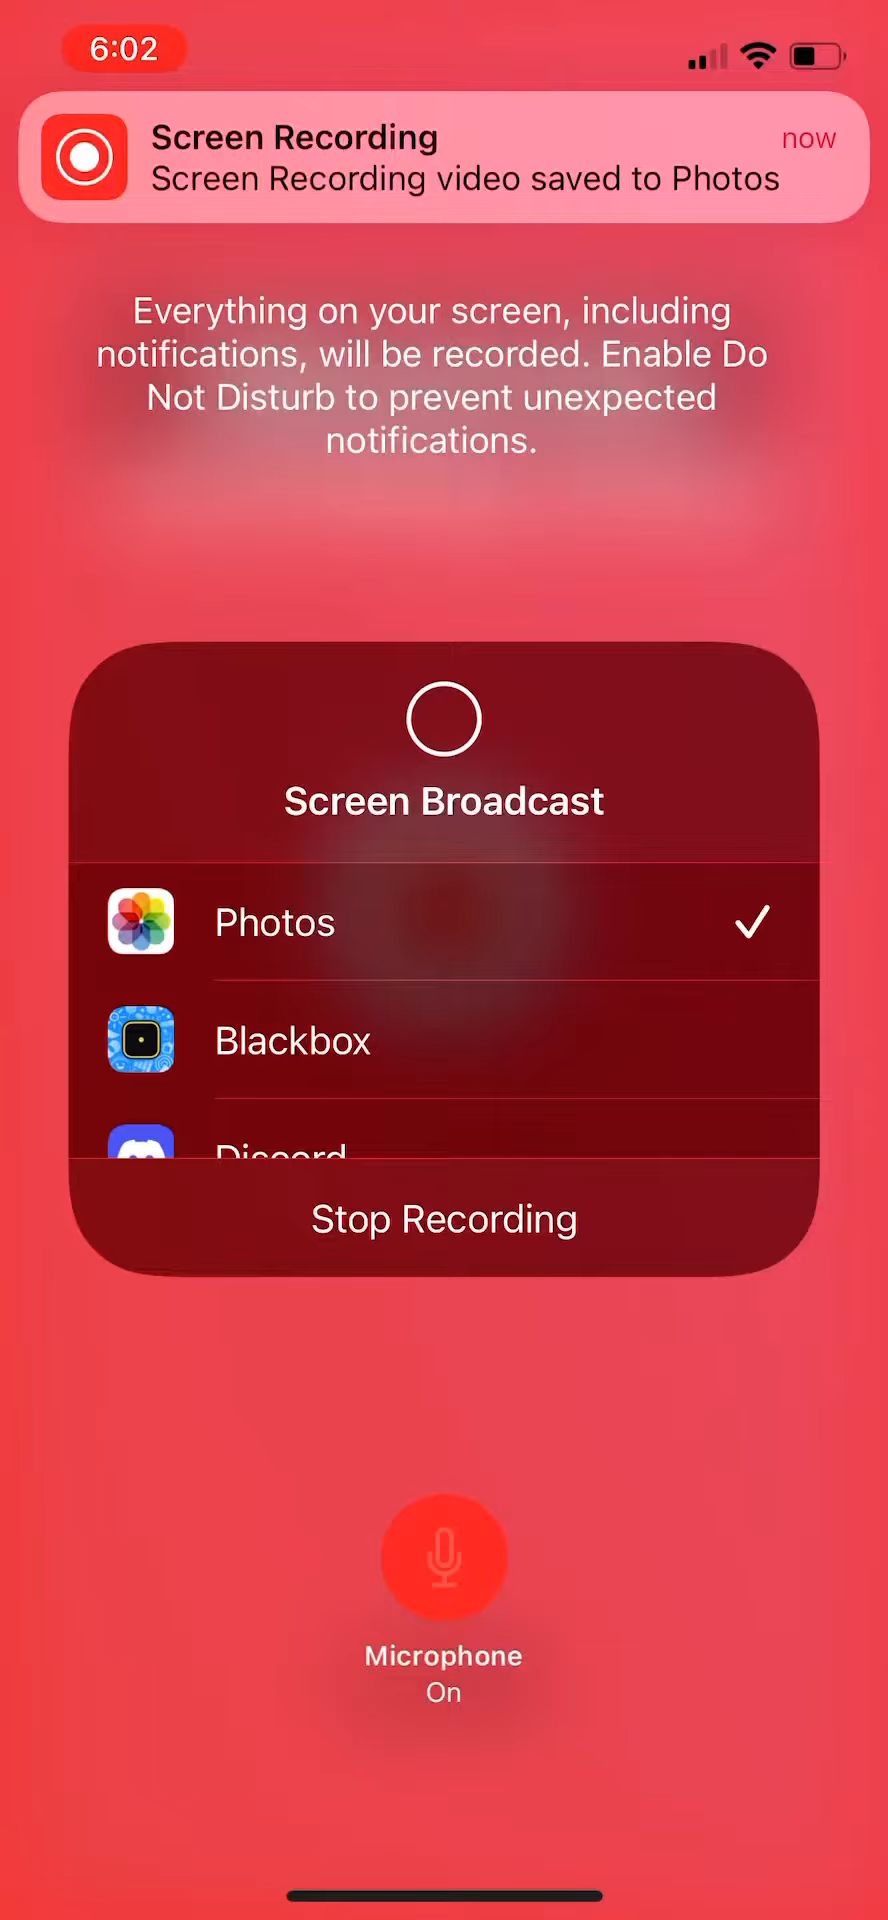 6:02
Screen Recording
now
Screen Recording video saved to Photos
Everything on your screen, including
notifications, will be recorded. Enable Do
Not Disturb to prevent unexpected
notifications.
Screen Broadcast
Photos
Blackbox
Discord
Stop Recording
Microphone
On